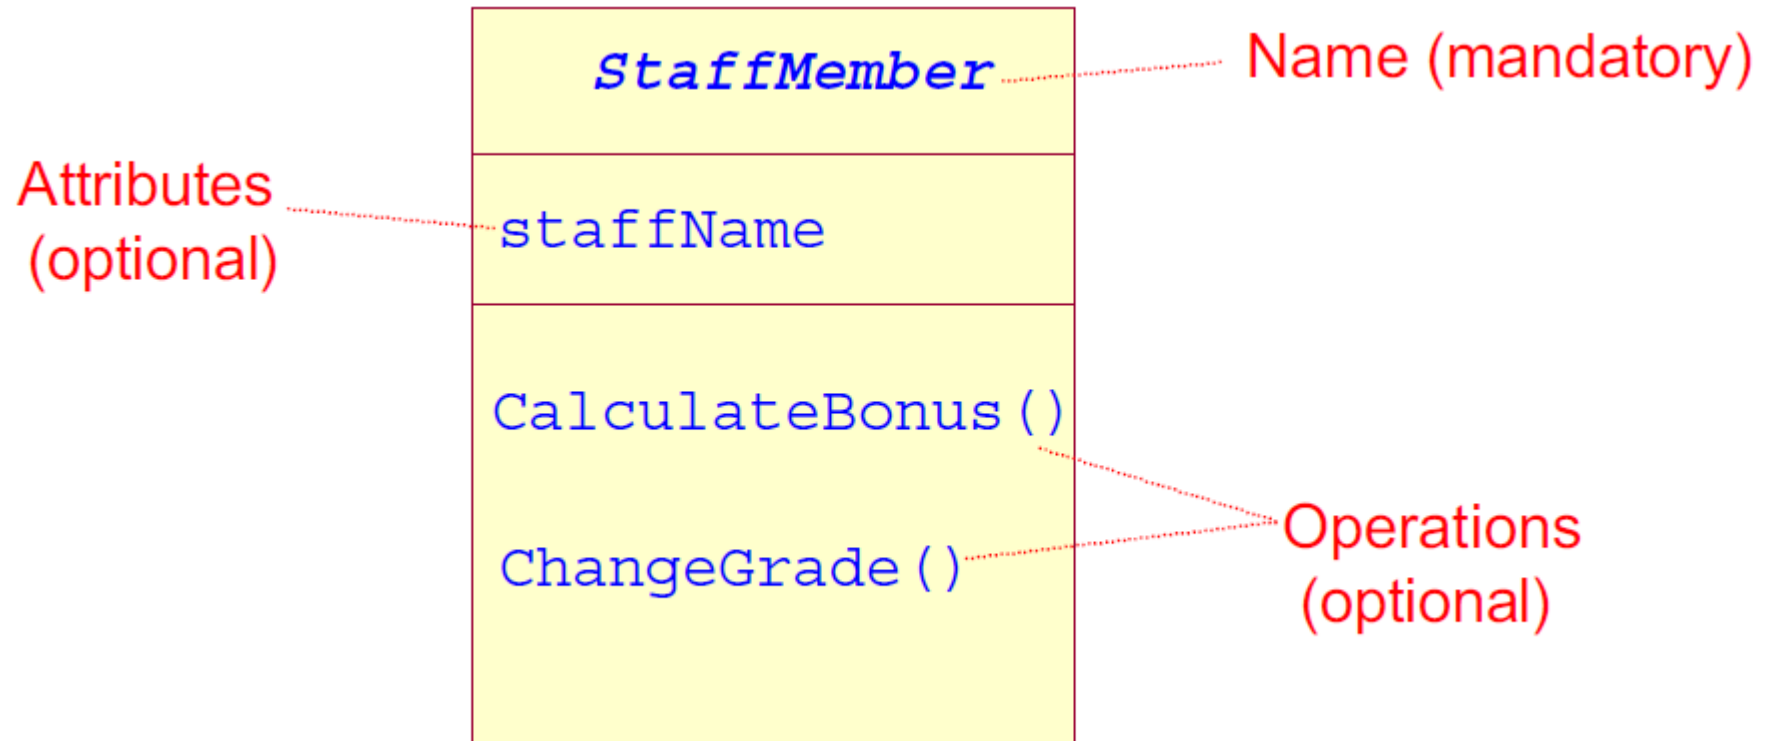 StaffMember
Name (mandatory)
Attributes
(optional)
staffName
CalculateBonus()
ChangeGrade()
Operations
(optional)